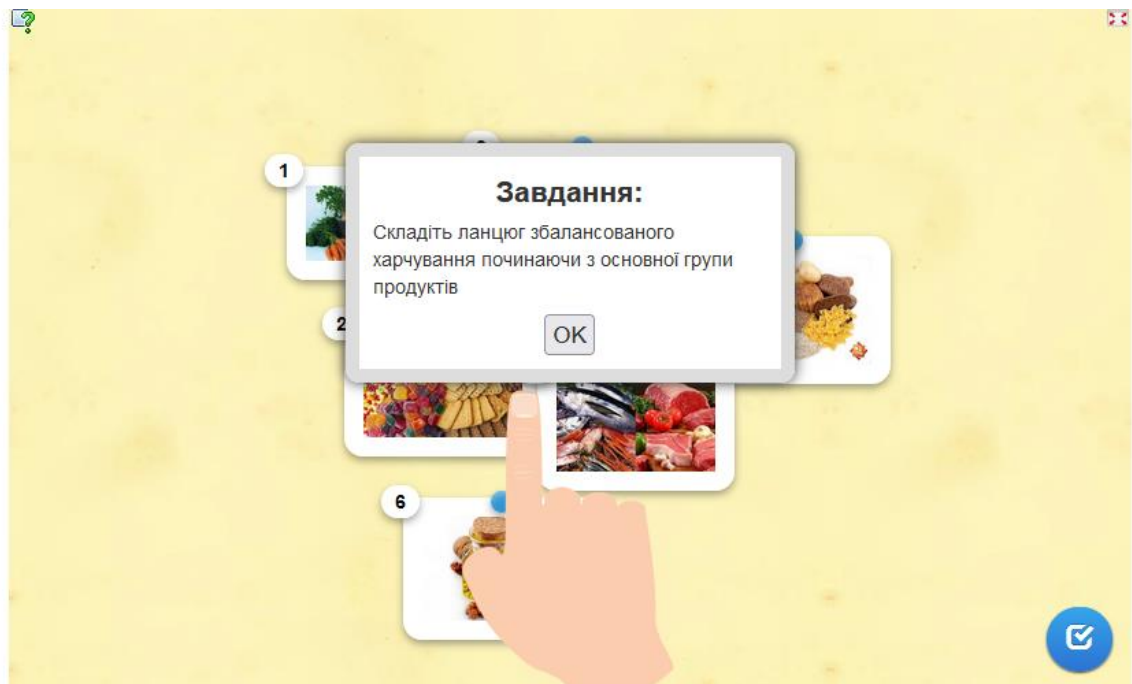 1
Завдання:
Складіть ланцюг збалансованого
харчування починаючи з основної групи
продуктів
2
OK
6